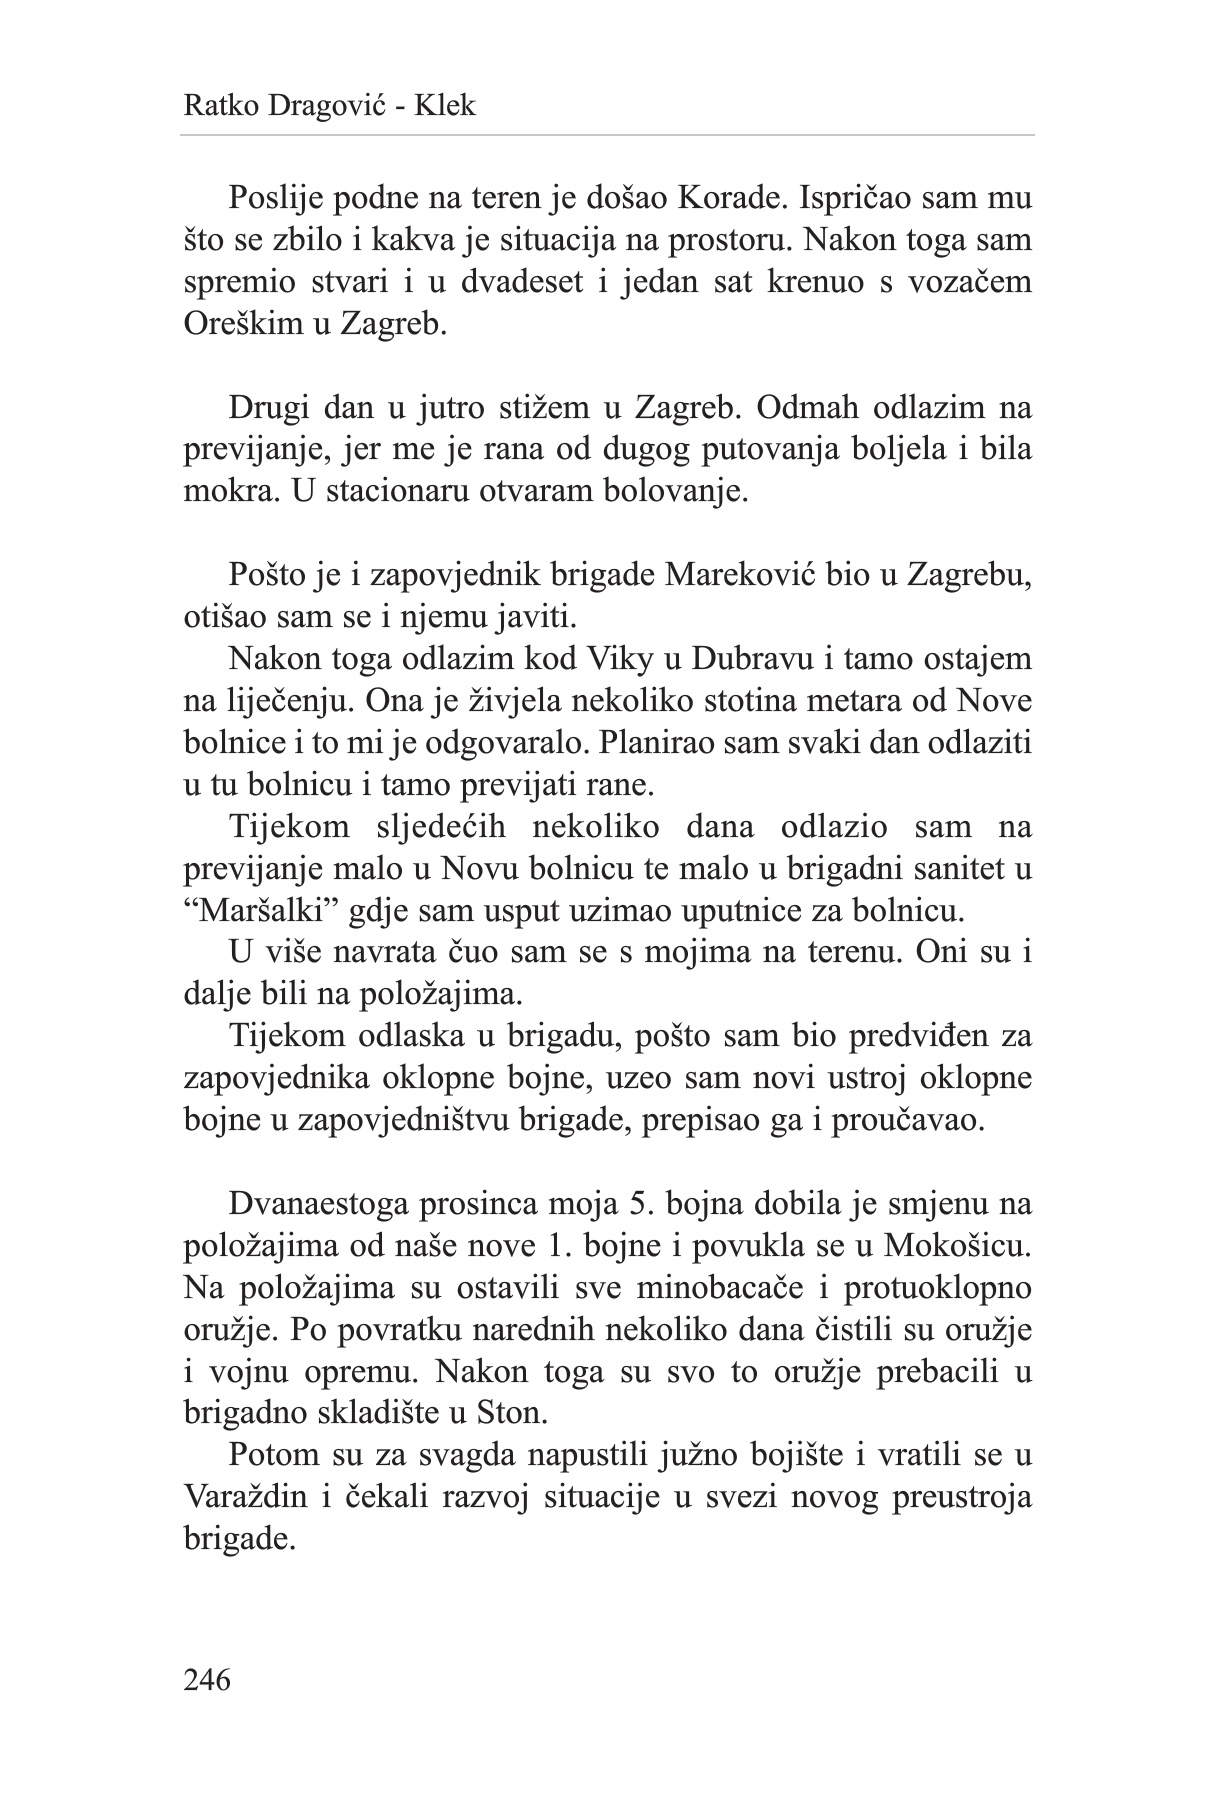 Ratko Dragović - Klek
Poslije podne na teren je došao Korade. Ispričao sam mu
što se zbilo i kakva je situacija na prostoru. Nakon toga sam
spremio stvari i u dvadeset i jedan sat krenuo s vozačem
Oreškim u Zagreb.
Drugi dan u jutro stižem u Zagreb. Odmah odlazim na
previjanje, jer me je rana od dugog putovanja boljela i bila
mokra. U stacionaru otvaram bolovanje.
Pošto je i zapovjednik brigade Mareković bio u Zagrebu,
otišao sam se i njemu javiti.
Nakon toga odlazim kod Viky u Dubravu i tamo ostajem
na liječenju. Ona je živjela nekoliko stotina metara od Nove
bolnice i to mi je odgovaralo. Planirao sam svaki dan odlaziti
u tu bolnicu i tamo previjati rane.
Tijekom sljedećih nekoliko dana odlazio sam na
previjanje malo u Novu bolnicu te malo u brigadni sanitet u
“Maršalki” gdje sam usput uzimao uputnice za bolnicu.
U više navrata čuo sam se s mojima na terenu. Oni su i
dalje bili na položajima.
Tijekom odlaska u brigadu, pošto sam bio predviđen za
zapovjednika oklopne bojne, uzeo sam novi ustroj oklopne
bojne u zapovjedništvu brigade, prepisao ga i proučavao.
Dvanaestoga prosinca moja 5. bojna dobila je smjenu na
položajima od naše nove 1. bojne i povukla se u Mokošicu.
Na položajima su ostavili sve minobacače i protuoklopno
oružje. Po povratku narednih nekoliko dana čistili su oružje
i vojnu opremu. Nakon toga su svo to oružje prebacili u
brigadno skladište u Ston.
Potom su za svagda napustili južno bojište i vratili se u
Varaždin i čekali razvoj situacije u svezi novog preustroja
brigade.
246